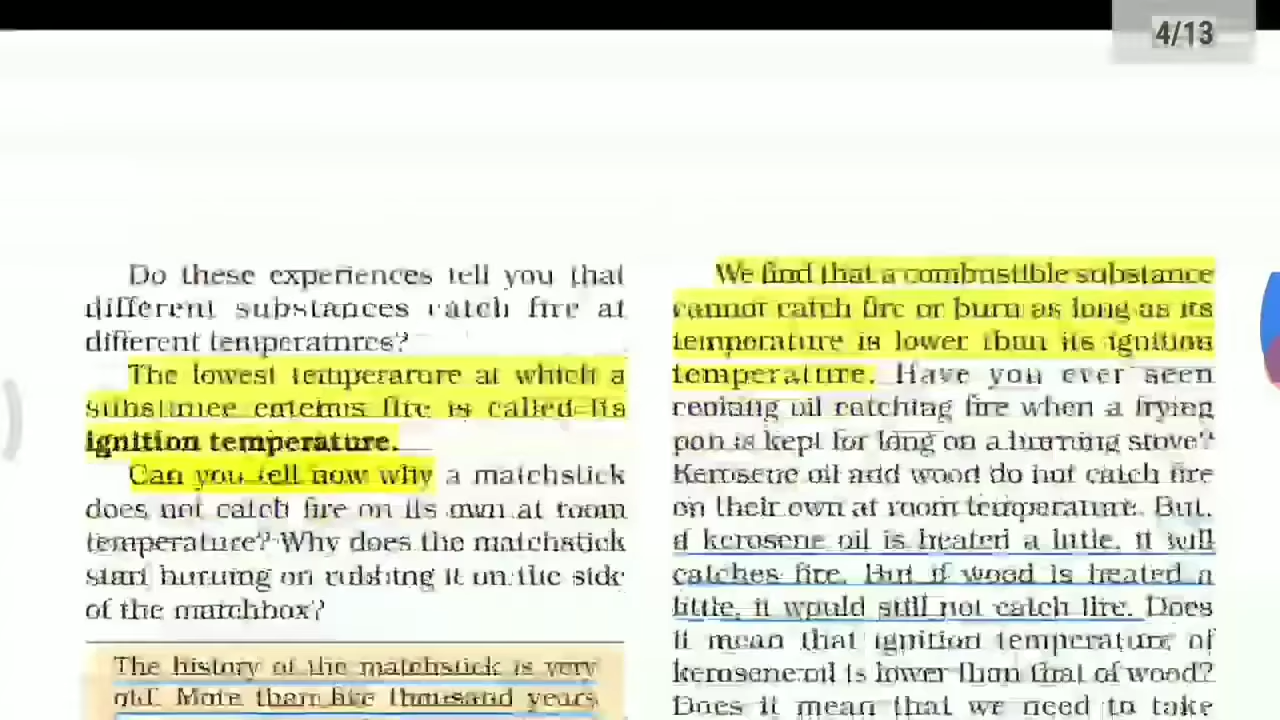 4/13
Do these experiences tell you that
different substances catch fire at
different temperatures?
The lowest temperature at which a
substance catches fire is called its
ignition temperature.
Can you tell now why a matchstick
does not catch fire on its own at room
temperature? Why does the matchstick
start burning on rubbing it on the side
of the matchbox?
The history of the matchstick is very
old. More than five thousand years
We find that a combustible substance
cannot catch fire or burn as long as its
temperature is lower than its ignition
temperature. Have you ever seen
cooking oil catching fire when a frying
pan is kept for long on a burning stove?
Kerosene oil and wood do not catch fire
on their own at room temperature. But,
if kerosene oil is heated a little, it will
catches fire. But if wood is heated a
little, it would still not catch fire. Does
it mean that ignition temperature of
kerosene oil is lower than that of wood?
Does it mean that we need to take